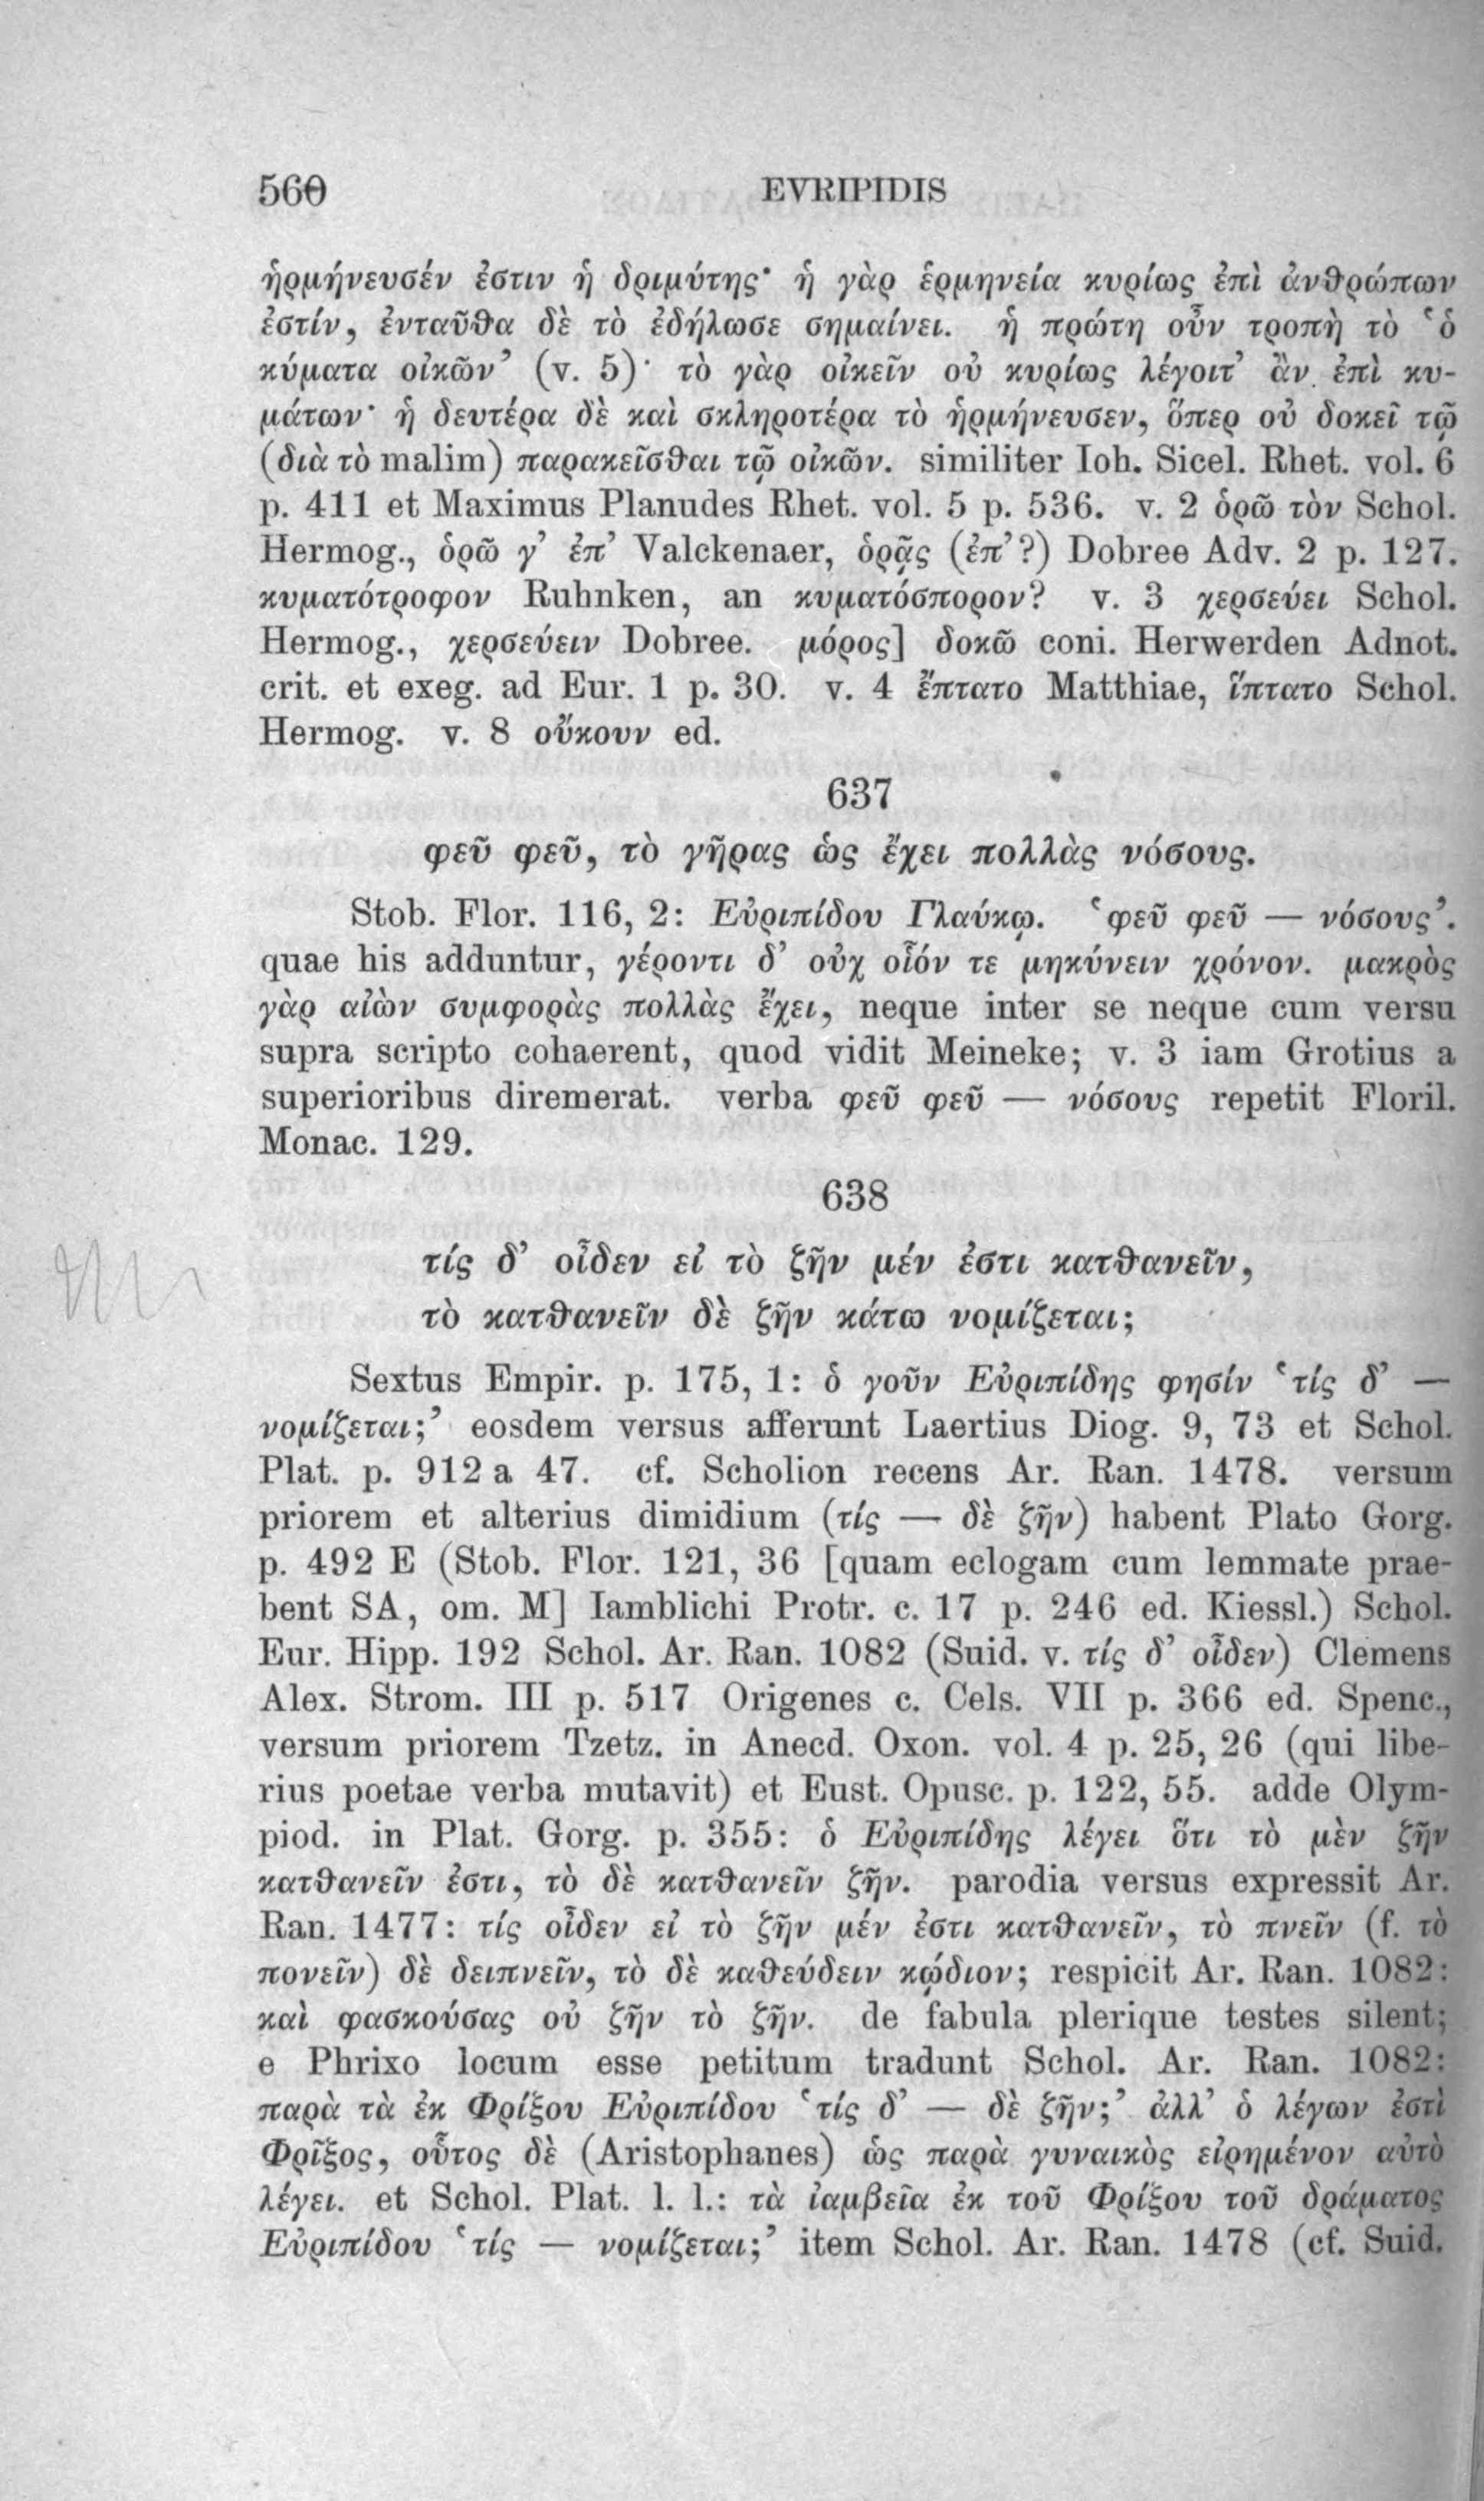 560 EVRIPIDIS
ἡρμήνευσέν ἐστιν ἡ δριμύτης· ἡ γὰρ ἑρμηνεία κυρίως ἐπὶ ἀνθρώπων
ἐστίν, ἐνταῦθα δὲ τὸ ἐδήλωσε σημαίνει. ἡ πρώτη οὖν τροπὴ τὸ ‘ὁ
κύματα οἰκῶν’ (v. 5)· τὸ γὰρ οἰκεῖν οὐ κυρίως λέγοιτ’ ἂν ἐπὶ κυ-
μάτων· ἡ δευτέρα δὲ καὶ σκληροτέρα τὸ ἡρμήνευσεν, ὅπερ οὐ δοκεῖ τῷ
(διὰ τὸ malim) παρακεῖσθαι τῷ οἰκῶν. similiter Ioh. Sicel. Rhet. vol. 6
p. 411 et Maximus Planudes Rhet. vol. 5 p. 536. v. 2 ὁρῶ τὸν Schol.
Hermog., ὁρῶ γ’ ἐπ’ Valckenaer, ὁρᾷς (ἐπ’?) Dobree Adv. 2 p. 127.
κυματότροφον Ruhnken, an κυματόσπορον? v. 3 χερσεύει Schol.
Hermog., χερσεύειν Dobree. μόρος] δοκῶ coni. Herwerden Adnot.
crit. et exeg. ad Eur. 1 p. 30. v. 4 ἔπτατο Matthiae, ἵπτατο Schol.
Hermog. v. 8 οὔκουν ed.
637
φεῦ φεῦ, τὸ γῆρας ὡς ἔχει πολλὰς νόσους.
Stob. Flor. 116, 2: Εὐριπίδου Γλαύκῳ. ‘φεῦ φεῦ — νόσους’.
quae his adduntur, γέροντι δ’ οὐχ οἷόν τε μηκύνειν χρόνον. μακρὸς
γὰρ αἰὼν συμφορὰς πολλὰς ἔχει, neque inter se neque cum versu
supra scripto cohaerent, quod vidit Meineke; v. 3 iam Grotius a
superioribus diremerat. verba φεῦ φεῦ — νόσους repetit Floril.
Monac. 129.
638
τίς δ’ οἶδεν εἰ τὸ ζῆν μέν ἐστι κατθανεῖν,
τὸ κατθανεῖν δὲ ζῆν κάτω νομίζεται;
Sextus Empir. p. 175, 1: ὁ γοῦν Εὐριπίδης φησίν ‘τίς δ’ —
νομίζεται;’ eosdem versus afferunt Laertius Diog. 9, 73 et Schol.
Plat. p. 912 a 47. cf. Scholion recens Ar. Ran. 1478. versum
priorem et alterius dimidium (τίς — δὲ ζῆν) habent Plato Gorg.
p. 492 E (Stob. Flor. 121, 36 [quam eclogam cum lemmate prae-
bent SA, om. M] Iamblichi Protr. c. 17 p. 246 ed. Kiessl.) Schol.
Eur. Hipp. 192 Schol. Ar. Ran. 1082 (Suid. v. τίς δ’ οἶδεν) Clemens
Alex. Strom. III p. 517 Origenes c. Cels. VII p. 366 ed. Spenc.,
versum priorem Tzetz. in Anecd. Oxon. vol. 4 p. 25, 26 (qui libe-
rius poetae verba mutavit) et Eust. Opusc. p. 122, 55. adde Olym-
piod. in Plat. Gorg. p. 355: ὁ Εὐριπίδης λέγει ὅτι τὸ μὲν ζῆν
κατθανεῖν ἐστι, τὸ δὲ κατθανεῖν ζῆν. parodia versus expressit Ar.
Ran. 1477: τίς οἶδεν εἰ τὸ ζῆν μέν ἐστι κατθανεῖν, τὸ πνεῖν (f. τὸ
πονεῖν) δὲ δειπνεῖν, τὸ δὲ καθεύδειν κῴδιον; respicit Ar. Ran. 1082:
καὶ φασκούσας οὐ ζῆν τὸ ζῆν. de fabula plerique testes silent;
e Phrixo locum esse petitum tradunt Schol. Ar. Ran. 1082:
παρὰ τὰ ἐκ Φρίξου Εὐριπίδου ‘τίς δ’ — δὲ ζῆν;’ ἀλλ’ ὁ λέγων ἐστὶ
Φρῖξος, οὗτος δὲ (Aristophanes) ὡς παρὰ γυναικὸς εἰρημένον αὐτὸ
λέγει. et Schol. Plat. l. l.: τὰ ἰαμβεῖα ἐκ τοῦ Φρίξου τοῦ δράματος
Εὐριπίδου ‘τίς — νομίζεται;’ item Schol. Ar. Ran. 1478 (cf. Suid.